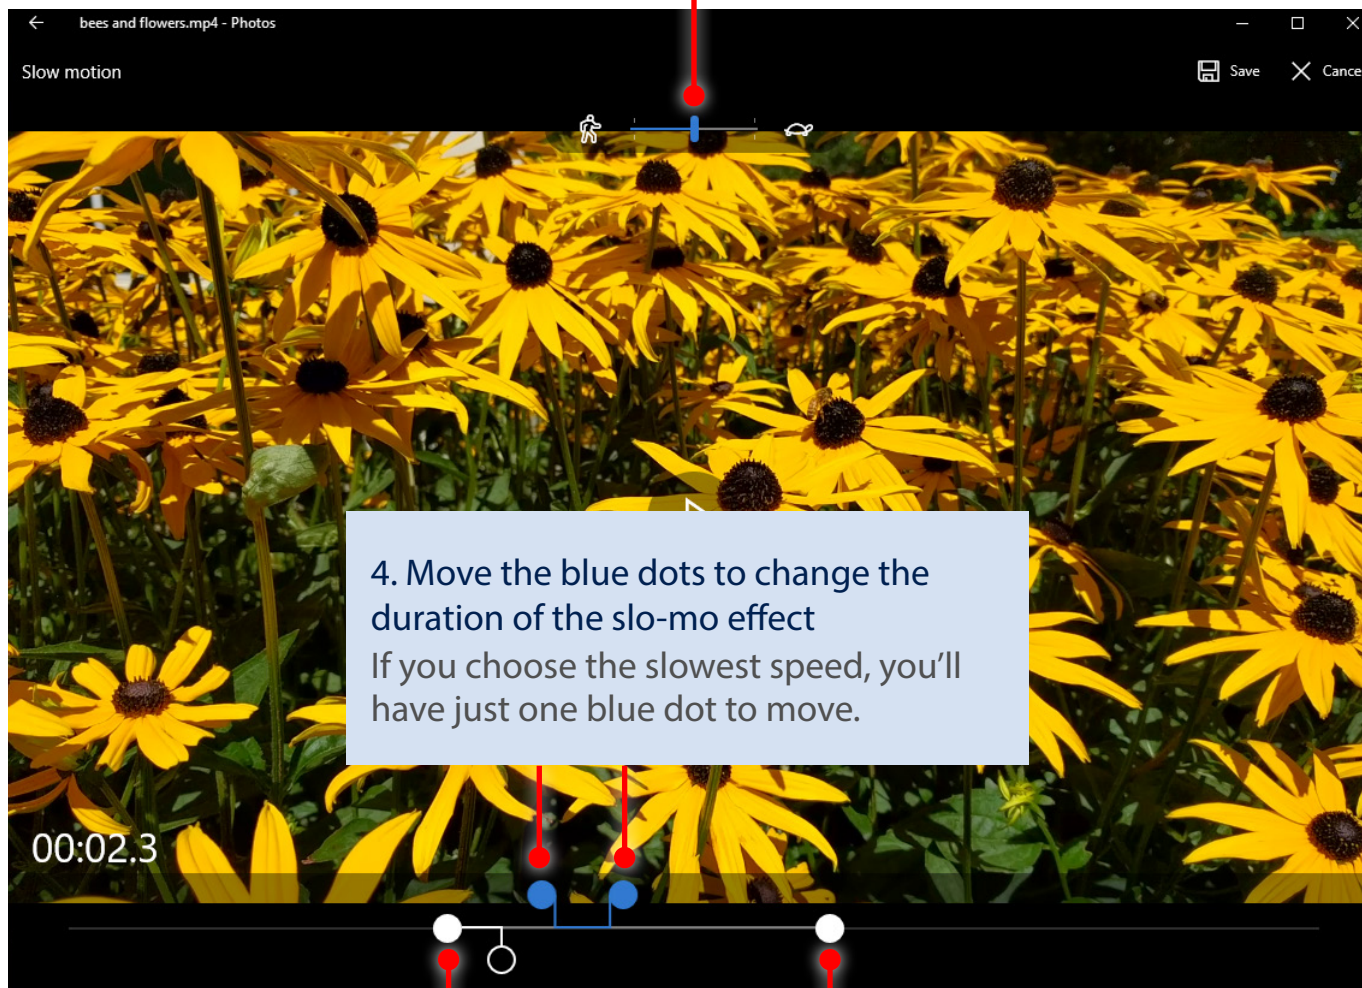 bees and flowers.mp4 - Photos
Slow motion
Save
Cance
4. Move the blue dots to change the
duration of the slo-mo effect
If you choose the slowest speed, you’ll
have just one blue dot to move.
00:02.3